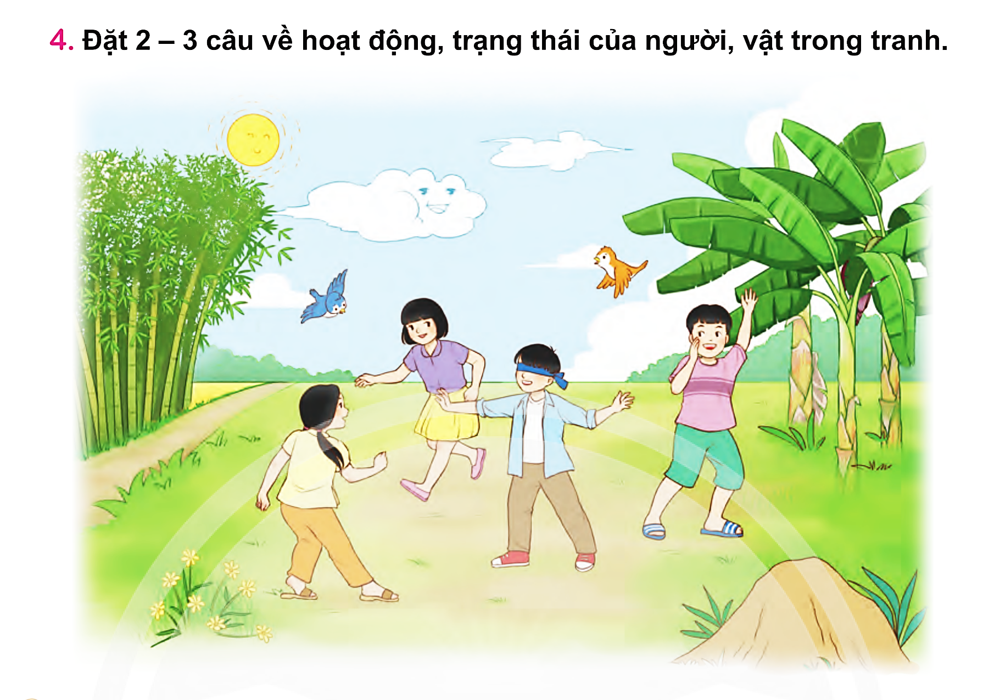 4. Đặt 2 – 3 câu về hoạt động, trạng thái của người, vật trong tranh.